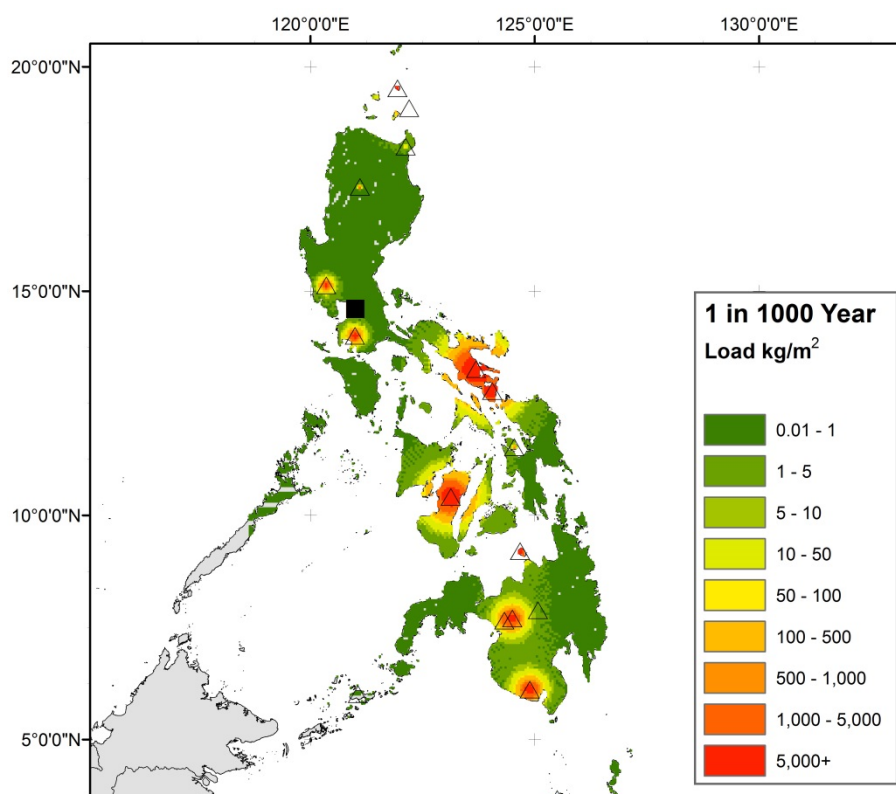 120°0'0"E 125°0'0"E 130°0'0"E
20°0'0"N
15°0'0"N
10°0'0"N
5°0'0"N
1 in 1000 Year
Load kg/m²
0.01 - 1
1 - 5
5 - 10
10 - 50
50 - 100
100 - 500
500 - 1,000
1,000 - 5,000
5,000+